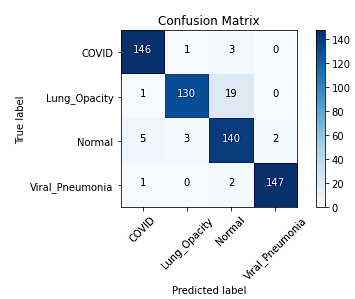 Confusion Matrix
True label
COVID 146 1 3 0
Lung_Opacity 1 130 19 0
Normal 5 3 140 2
Viral_Pneumonia 1 0 2 147
COVID Lung_Opacity Normal Viral_Pneumonia
Predicted label
140
120
100
80
60
40
20
0